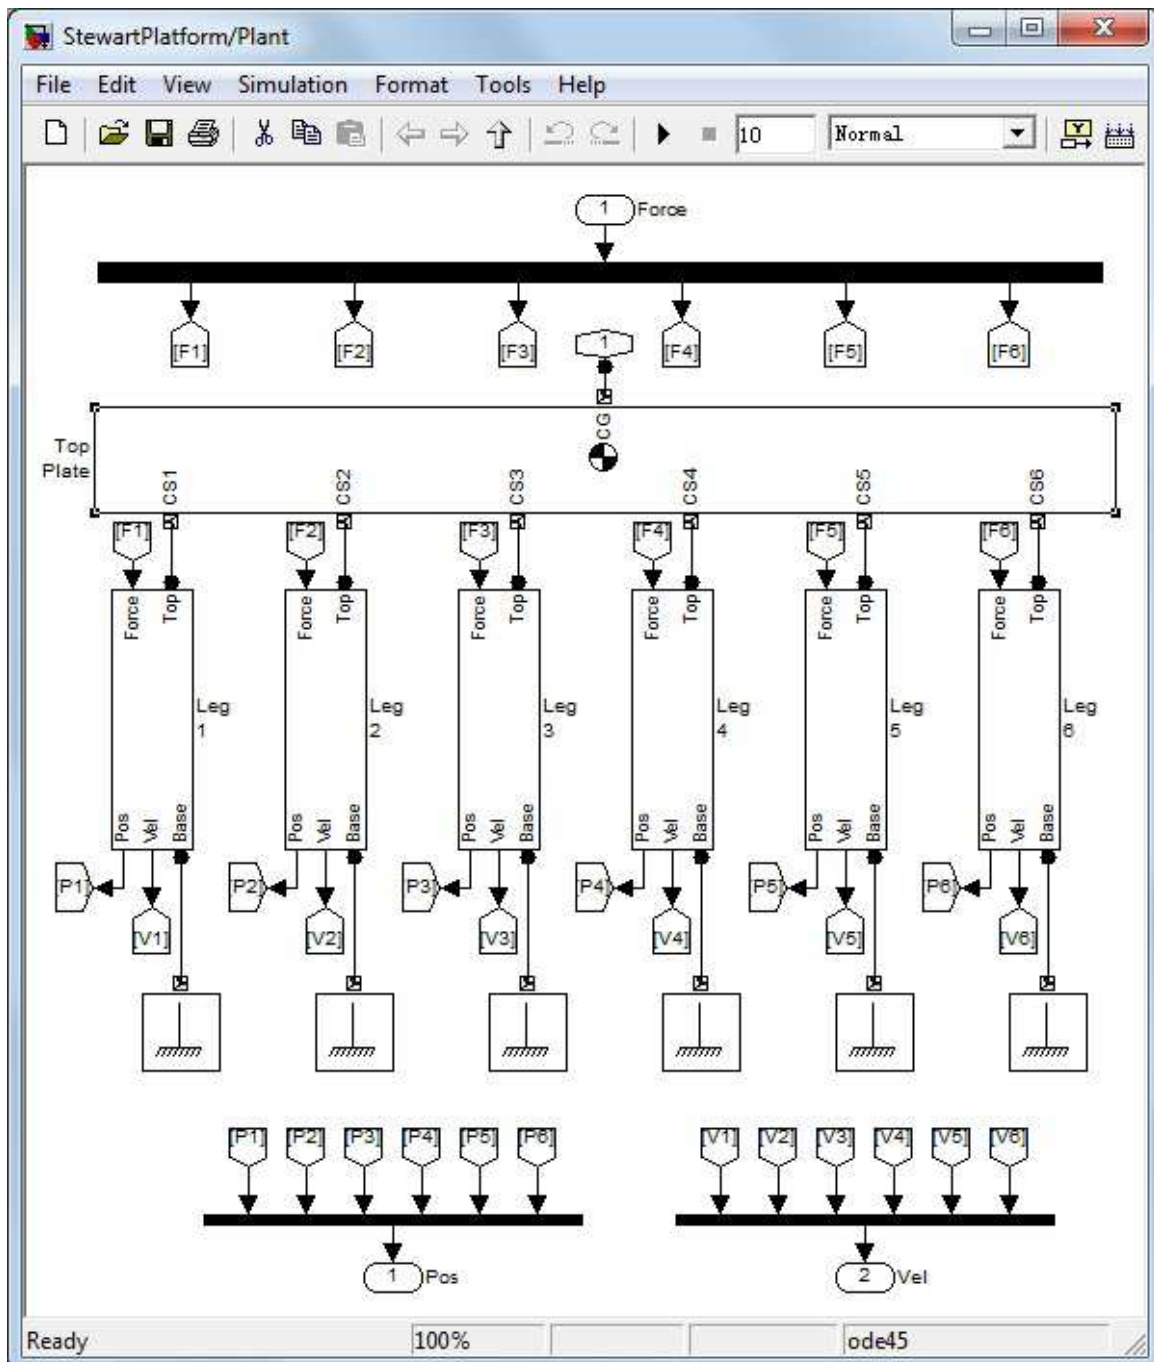 StewartPlatform/Plant
File Edit View Simulation Format Tools Help
10 Normal
1 Force
[F1] [F2] [F3] 1 [F4] [F5] [F6]
CG
Top
Plate
CS1 CS2 CS3 CS4 CS5 CS6
[F1] [F2] [F3] [F4] [F5] [F6]
Force Top Force Top Force Top Force Top Force Top Force Top
Leg Leg Leg Leg Leg Leg
1 2 3 4 5 6
Pos Vel Base Pos Vel Base Pos Vel Base Pos Vel Base Pos Vel Base Pos Vel Base
[P1] [P2] [P3] [P4] [P5] [P6]
[V1] [V2] [V3] [V4] [V5] [V6]
[P1] [P2] [P3] [P4] [P5] [P6] [V1] [V2] [V3] [V4] [V5] [V6]
1 Pos 2 Vel
Ready 100% ode45